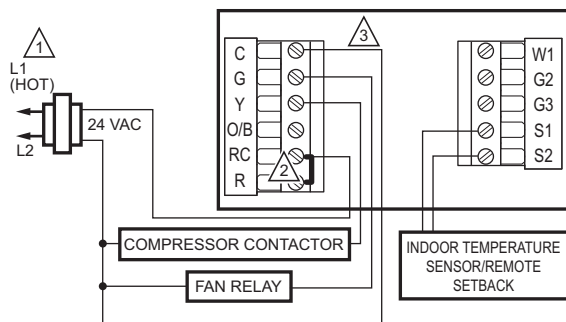 1
L1
(HOT)
L2
24 VAC
3
C
G
Y
O/B
RC
R
2
W1
G2
G3
S1
S2
COMPRESSOR CONTACTOR
FAN RELAY
INDOOR TEMPERATURE
SENSOR/REMOTE
SETBACK